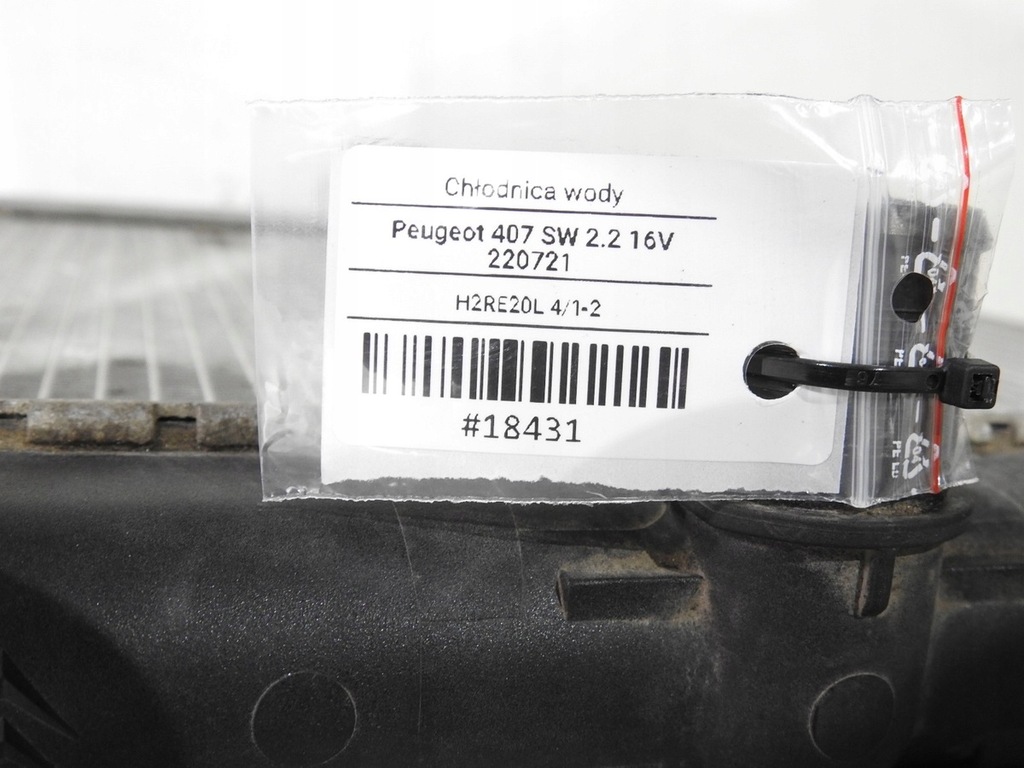 Chłodnica wody
Peugeot 407 SW 2.2 16V
220721
H2RE20L 4/1-2
#18431